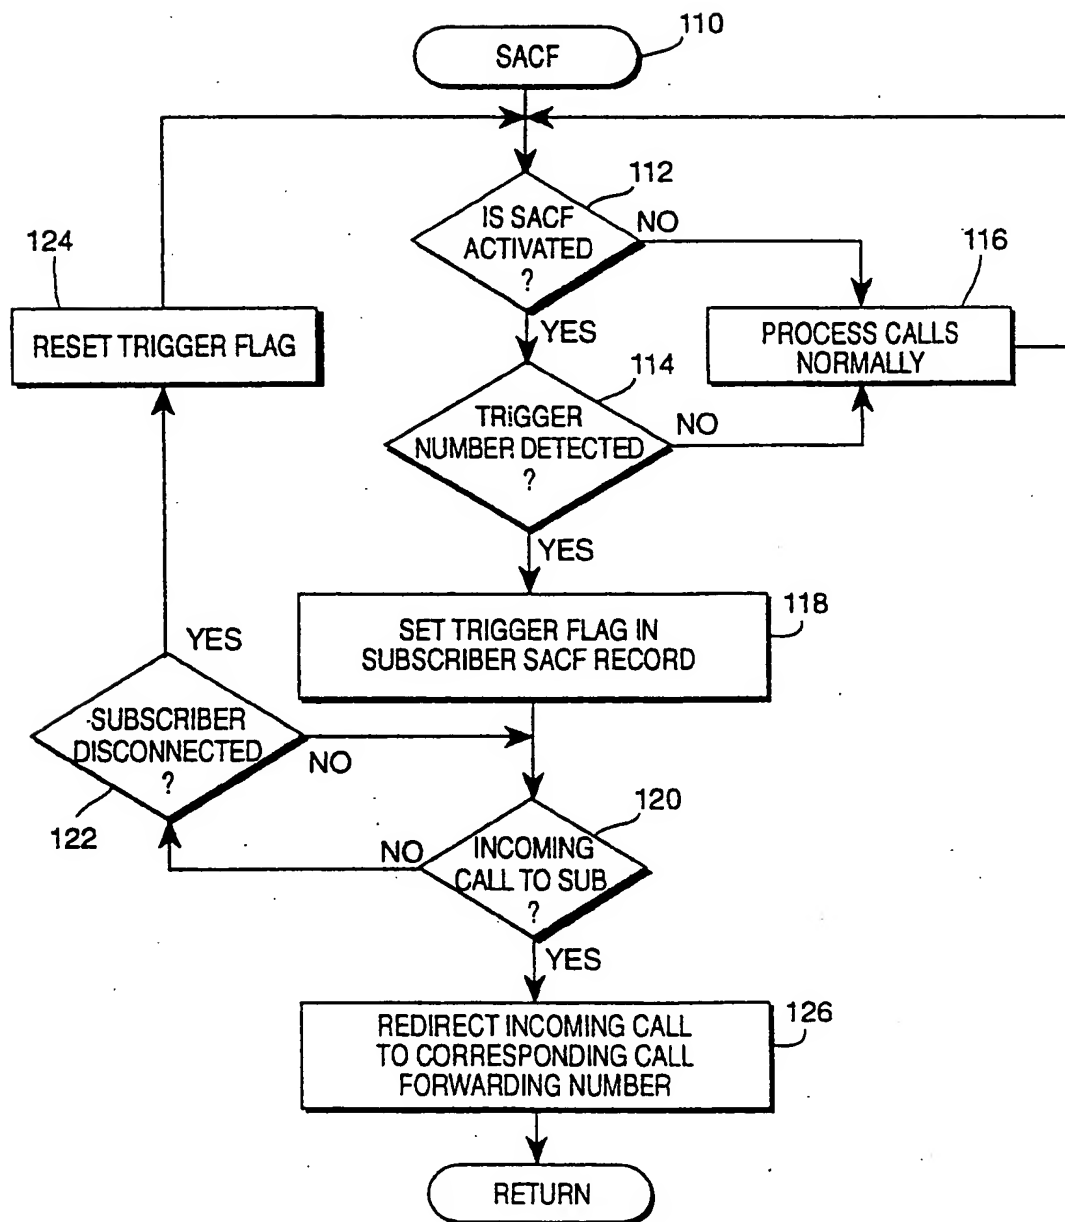 SACF
110
112
IS SACF
ACTIVATED
?
NO
YES
124
RESET TRIGGER FLAG
116
PROCESS CALLS
NORMALLY
114
TRIGGER
NUMBER DETECTED
?
NO
YES
118
SET TRIGGER FLAG IN
SUBSCRIBER SACF RECORD
YES
SUBSCRIBER
DISCONNECTED
?
NO
122
120
NO
INCOMING
CALL TO SUB
?
YES
126
REDIRECT INCOMING CALL
TO CORRESPONDING CALL
FORWARDING NUMBER
RETURN